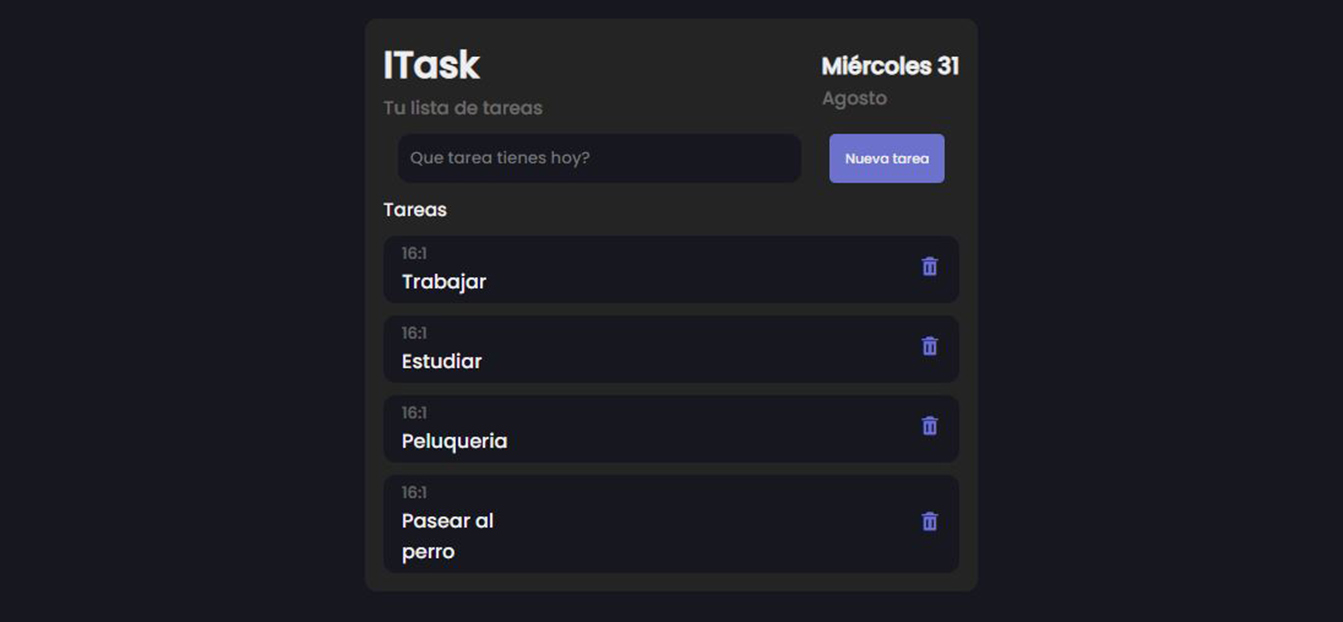 ITask
Miércoles 31
Tu lista de tareas
Agosto
Que tarea tienes hoy?
Nueva tarea
Tareas
16:1
Trabajar
16:1
Estudiar
16:1
Peluqueria
16:1
Pasear al
perro